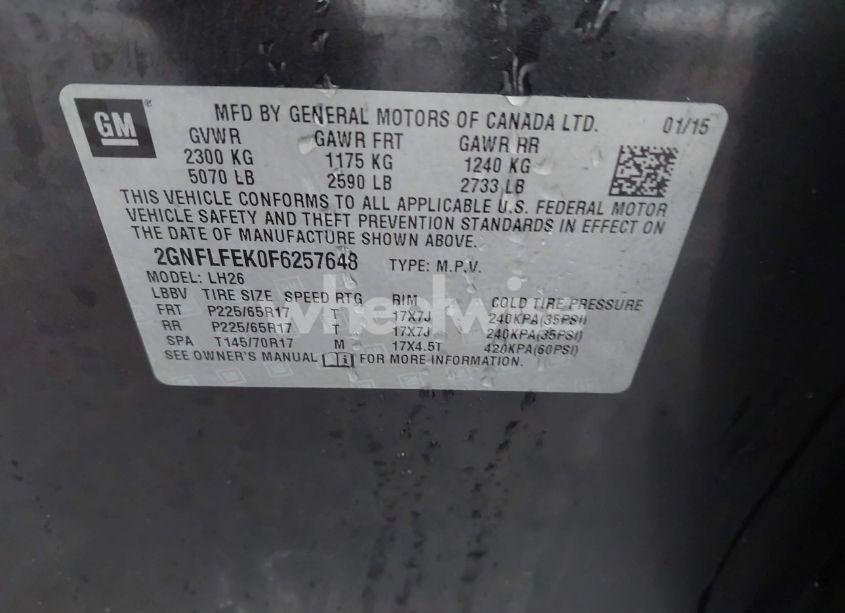 GM ® MFD BY GENERAL MOTORS OF CANADA LTD. 01/15
GVWR GAWR FRT GAWR RR
2300 KG 1175 KG 1240 KG
5070 LB 2590 LB 2733 LB
THIS VEHICLE CONFORMS TO ALL APPLICABLE U.S. FEDERAL MOTOR
VEHICLE SAFETY AND THEFT PREVENTION STANDARDS IN EFFECT ON
THE DATE OF MANUFACTURE SHOWN ABOVE.
2GNFLFEK0F6257648 TYPE: M.P.V.
MODEL: LH26
LBBV TIRE SIZE SPEED RTG RIM COLD TIRE PRESSURE
FRT P225/65R17 T 17X7J 240KPA(35PSI)
RR P225/65R17 T 17X7J 240KPA(35PSI)
SPA T145/70R17 M 17X4.5T 420KPA(60PSI)
SEE OWNER'S MANUAL FOR MORE INFORMATION.